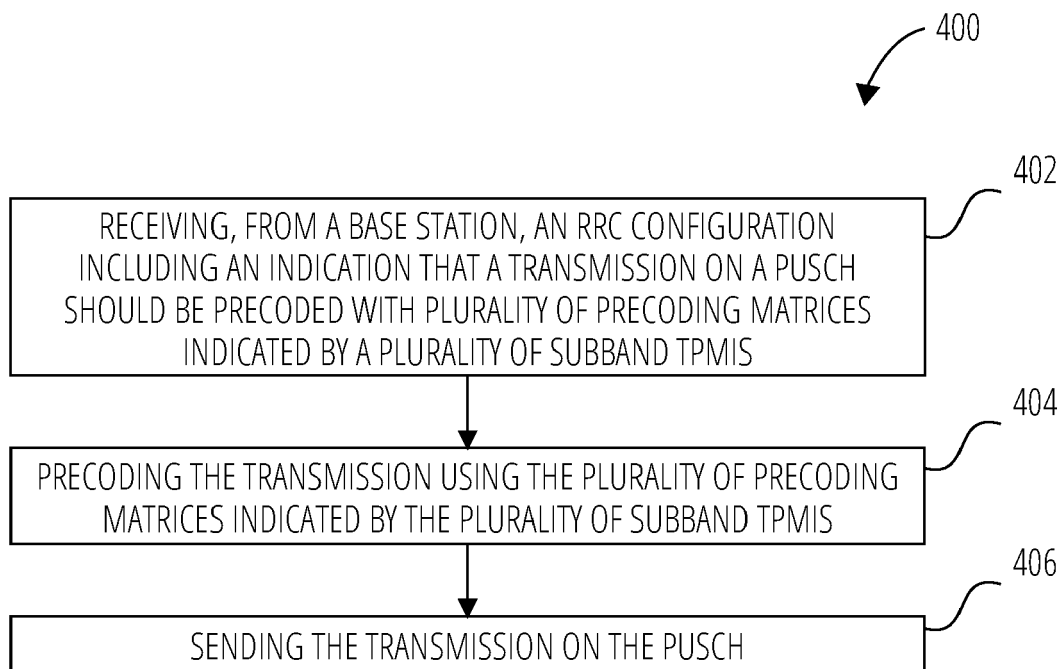 400
402
RECEIVING, FROM A BASE STATION, AN RRC CONFIGURATION
INCLUDING AN INDICATION THAT A TRANSMISSION ON A PUSCH
SHOULD BE PRECODED WITH PLURALITY OF PRECODING MATRICES
INDICATED BY A PLURALITY OF SUBBAND TPMIS
404
PRECODING THE TRANSMISSION USING THE PLURALITY OF PRECODING
MATRICES INDICATED BY THE PLURALITY OF SUBBAND TPMIS
406
SENDING THE TRANSMISSION ON THE PUSCH